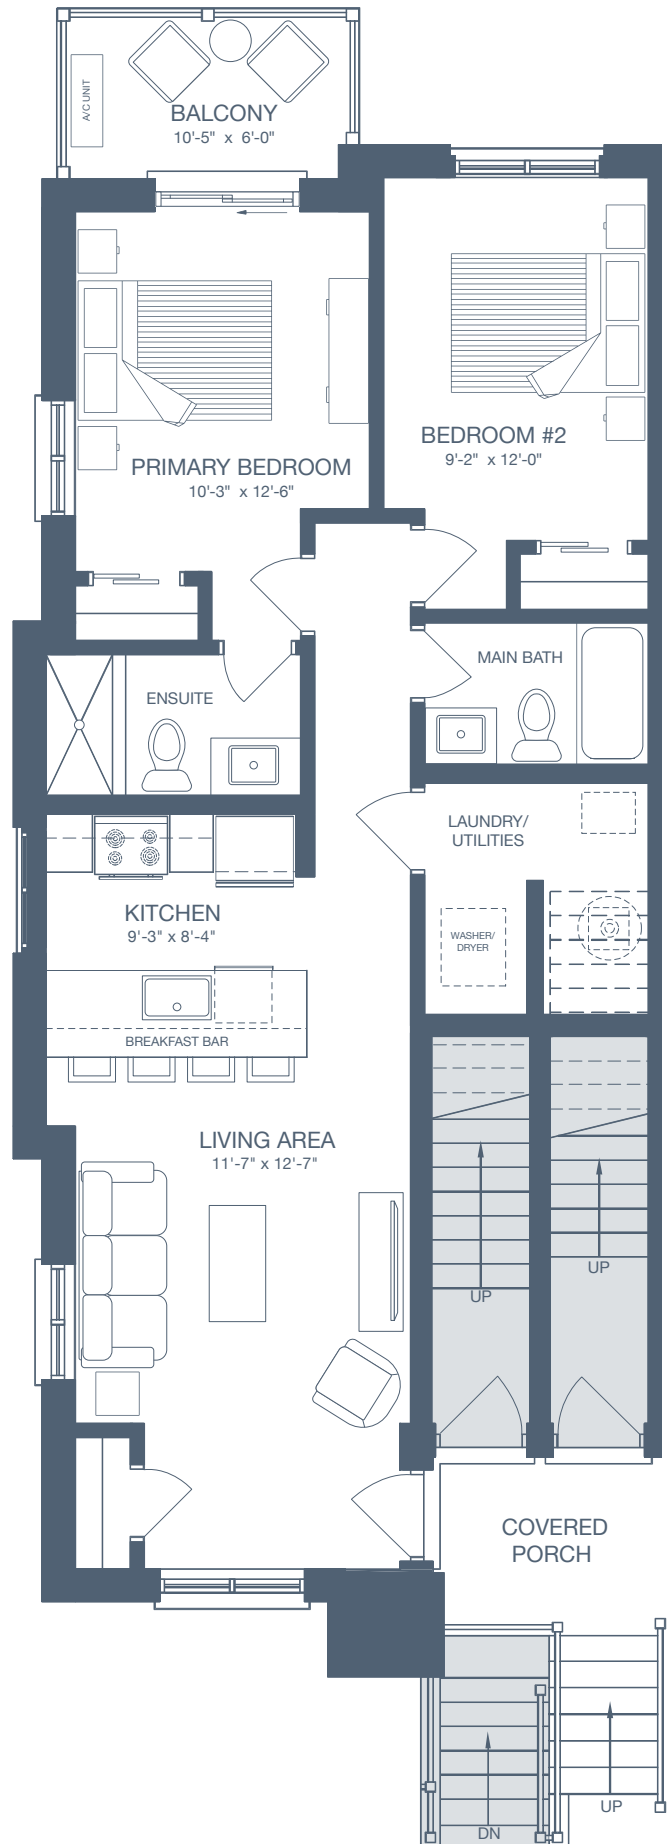 A/C UNIT
BALCONY
10'-5" x 6'-0"
BEDROOM #2
9'-2" x 12'-0"
PRIMARY BEDROOM
10'-3" x 12'-6"
MAIN BATH
ENSUITE
LAUNDRY/
UTILITIES
KITCHEN
9'-3" x 8'-4"
WASHER/
DRYER
BREAKFAST BAR
LIVING AREA
11'-7" x 12'-7"
UP
UP
COVERED
PORCH
UP
DN